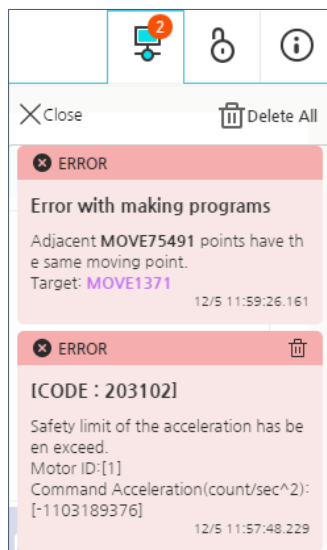 2
Close
Delete All
ERROR
Error with making programs
Adjacent MOVE75491 points have th
e same moving point.
Target: MOVE1371
12/5 11:59:26.161
ERROR
[CODE : 203102]
Safety limit of the acceleration has be
en exceed.
Motor ID:[1]
Command Acceleration(count/sec^2):
[-1103189376]
12/5 11:57:48.229